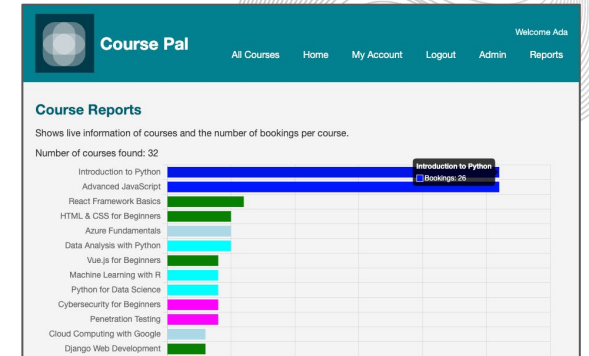 Welcome Ada
Course Pal
All Courses Home My Account Logout Admin Reports
Course Reports
Shows live information of courses and the number of bookings per course.
Number of courses found: 32
Introduction to Python
Introduction to Python
Bookings: 26
Advanced JavaScript
React Framework Basics
HTML & CSS for Beginners
Azure Fundamentals
Data Analysis with Python
Vue.js for Beginners
Machine Learning with R
Python for Data Science
Cybersecurity for Beginners
Penetration Testing
Cloud Computing with Google
Django Web Development